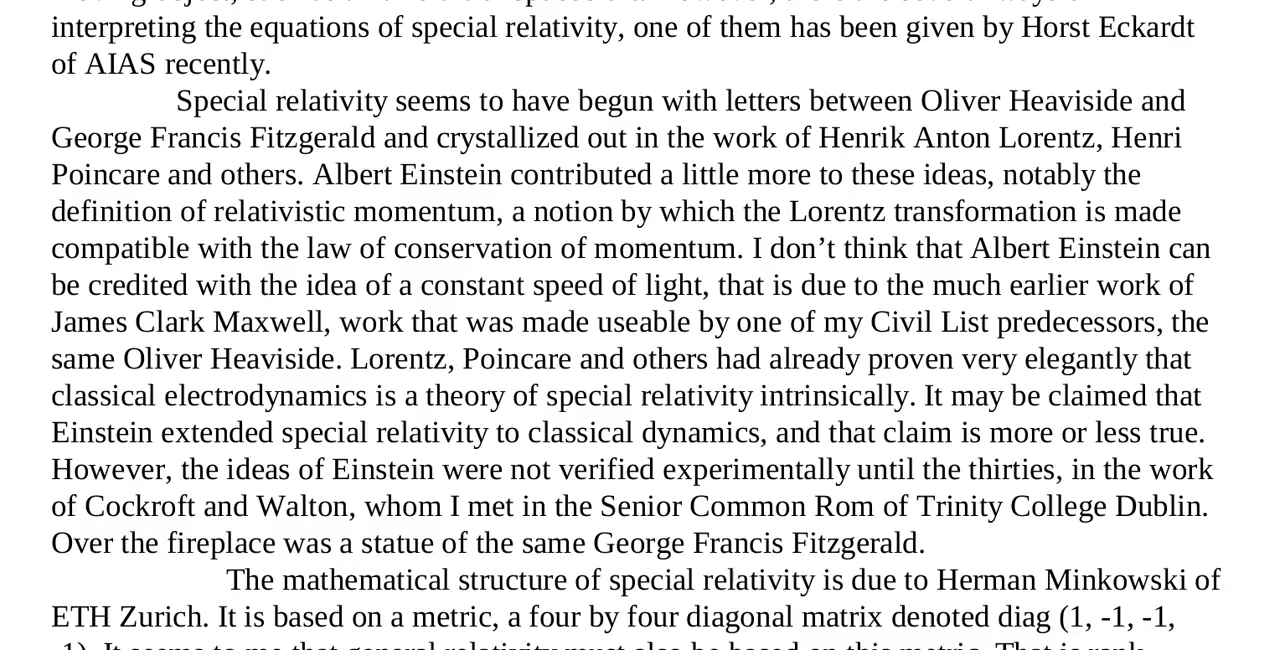 interpreting the equations of special relativity, one of them has been given by Horst Eckardt
of AIAS recently.
Special relativity seems to have begun with letters between Oliver Heaviside and
George Francis Fitzgerald and crystallized out in the work of Henrik Anton Lorentz, Henri
Poincare and others. Albert Einstein contributed a little more to these ideas, notably the
definition of relativistic momentum, a notion by which the Lorentz transformation is made
compatible with the law of conservation of momentum. I don’t think that Albert Einstein can
be credited with the idea of a constant speed of light, that is due to the much earlier work of
James Clark Maxwell, work that was made useable by one of my Civil List predecessors, the
same Oliver Heaviside. Lorentz, Poincare and others had already proven very elegantly that
classical electrodynamics is a theory of special relativity intrinsically. It may be claimed that
Einstein extended special relativity to classical dynamics, and that claim is more or less true.
However, the ideas of Einstein were not verified experimentally until the thirties, in the work
of Cockroft and Walton, whom I met in the Senior Common Rom of Trinity College Dublin.
Over the fireplace was a statue of the same George Francis Fitzgerald.
The mathematical structure of special relativity is due to Herman Minkowski of
ETH Zurich. It is based on a metric, a four by four diagonal matrix denoted diag (1, -1, -1,